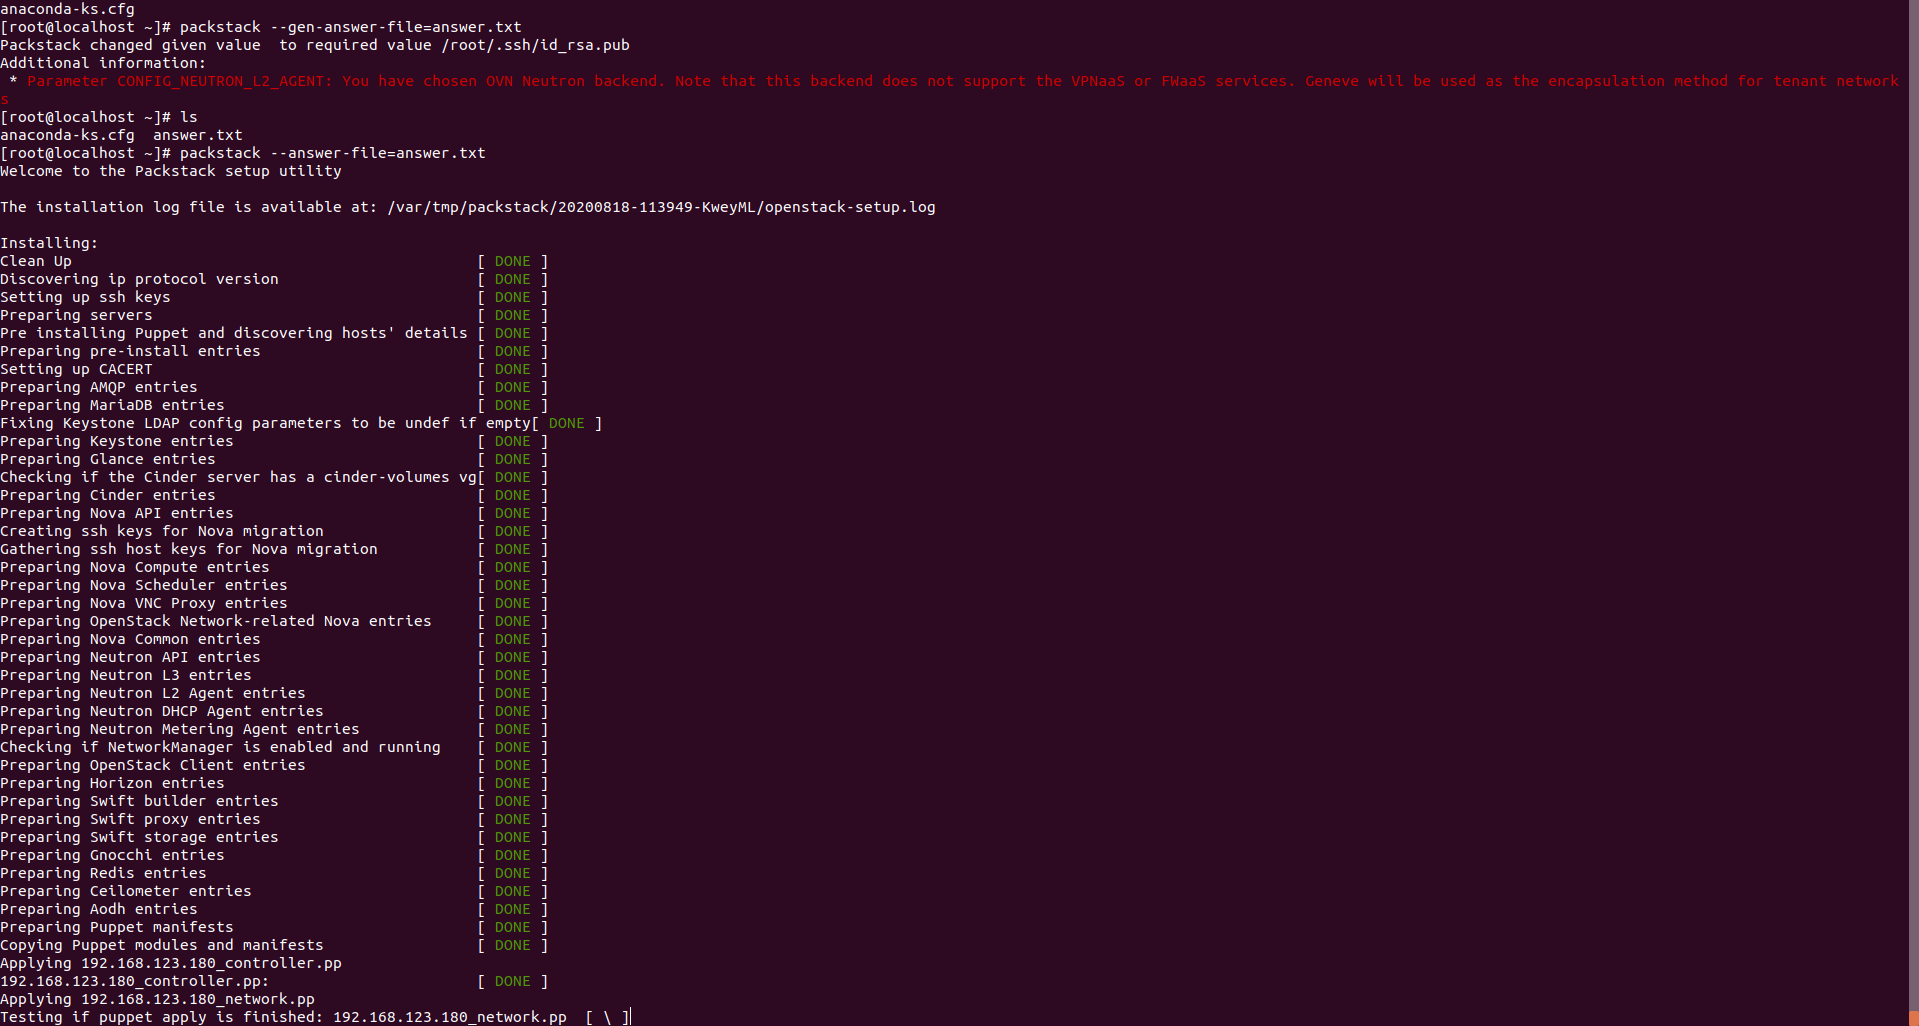 anaconda-ks.cfg
[root@localhost ~]# packstack --gen-answer-file=answer.txt
Packstack changed given value  to required value /root/.ssh/id_rsa.pub
Additional information:
 * Parameter CONFIG_NEUTRON_L2_AGENT: You have chosen OVN Neutron backend. Note that this backend does not support the VPNaaS or FWaaS services. Geneve will be used as the encapsulation method for tenant network
s
[root@localhost ~]# ls
anaconda-ks.cfg  answer.txt
[root@localhost ~]# packstack --answer-file=answer.txt
Welcome to the Packstack setup utility

The installation log file is available at: /var/tmp/packstack/20200818-113949-KweyML/openstack-setup.log

Installing:
Clean Up                                             [ DONE ]
Discovering ip protocol version                      [ DONE ]
Setting up ssh keys                                  [ DONE ]
Preparing servers                                    [ DONE ]
Pre installing Puppet and discovering hosts' details [ DONE ]
Preparing pre-install entries                        [ DONE ]
Setting up CACERT                                    [ DONE ]
Preparing AMQP entries                               [ DONE ]
Preparing MariaDB entries                            [ DONE ]
Fixing Keystone LDAP config parameters to be undef if empty[ DONE ]
Preparing Keystone entries                           [ DONE ]
Preparing Glance entries                             [ DONE ]
Checking if the Cinder server has a cinder-volumes vg[ DONE ]
Preparing Cinder entries                             [ DONE ]
Preparing Nova API entries                           [ DONE ]
Creating ssh keys for Nova migration                 [ DONE ]
Gathering ssh host keys for Nova migration           [ DONE ]
Preparing Nova Compute entries                       [ DONE ]
Preparing Nova Scheduler entries                     [ DONE ]
Preparing Nova VNC Proxy entries                     [ DONE ]
Preparing OpenStack Network-related Nova entries     [ DONE ]
Preparing Nova Common entries                        [ DONE ]
Preparing Neutron API entries                        [ DONE ]
Preparing Neutron L3 entries                         [ DONE ]
Preparing Neutron L2 Agent entries                   [ DONE ]
Preparing Neutron DHCP Agent entries                 [ DONE ]
Preparing Neutron Metering Agent entries             [ DONE ]
Checking if NetworkManager is enabled and running    [ DONE ]
Preparing OpenStack Client entries                   [ DONE ]
Preparing Horizon entries                            [ DONE ]
Preparing Swift builder entries                      [ DONE ]
Preparing Swift proxy entries                        [ DONE ]
Preparing Swift storage entries                      [ DONE ]
Preparing Gnocchi entries                            [ DONE ]
Preparing Redis entries                              [ DONE ]
Preparing Ceilometer entries                         [ DONE ]
Preparing Aodh entries                               [ DONE ]
Preparing Puppet manifests                           [ DONE ]
Copying Puppet modules and manifests                 [ DONE ]
Applying 192.168.123.180_controller.pp
192.168.123.180_controller.pp:                       [ DONE ]
Applying 192.168.123.180_network.pp
Testing if puppet apply is finished: 192.168.123.180_network.pp  [ \ ]